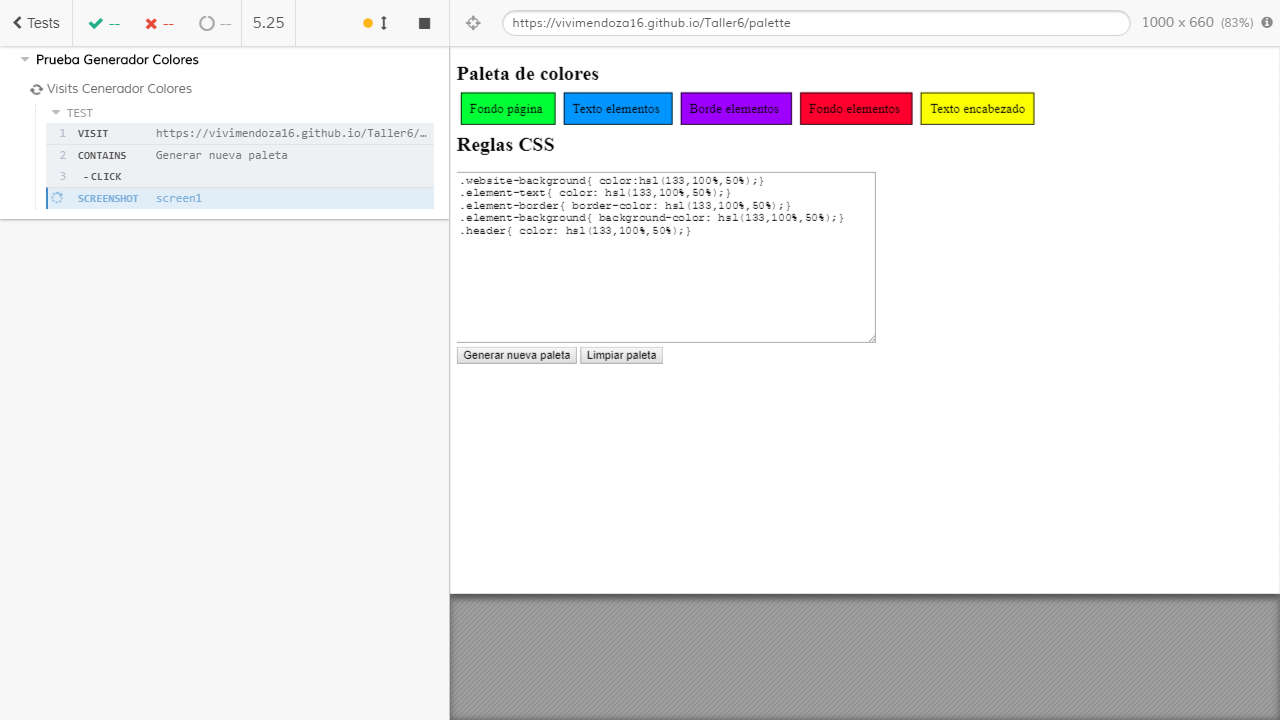 Tests
--
--
--
5.25
https://vivimendoza16.github.io/Taller6/palette
1000 x 660 (83%)
Prueba Generador Colores
Visits Cenerador Colores
TEST
1 VISIT https://vivimendoza16.github.io/Taller6/…
2 CONTAINS Generar nueva paleta
3 - CLICK
SCREENSHOT screen1
Paleta de colores
Fondo página Texto elementos Borde elementos Fondo elementos Texto encabezado
Reglas CSS
.website-background{ color:hsl(133,100%,50%);}
.element-text{ color: hsl(133,100%,50%);}
.element-border{ border-color: hsl(133,100%,50%);}
.element-background{ background-color: hsl(133,100%,50%);}
.header{ color: hsl(133,100%,50%);}
Generar nueva paleta Limpiar paleta